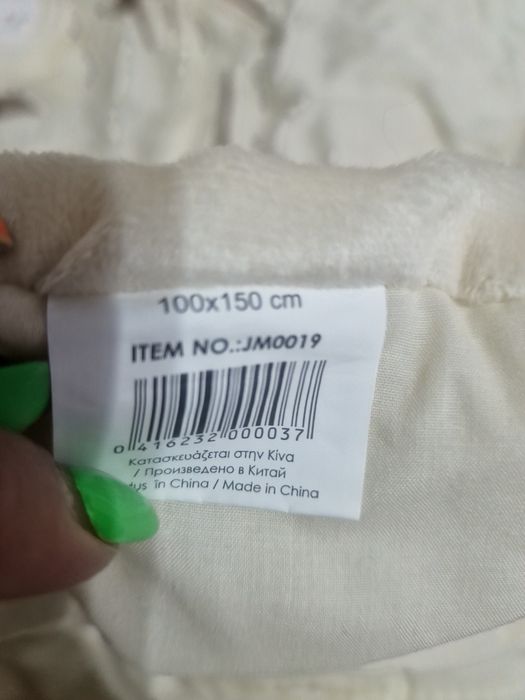 100x150 cm
ITEM NO.:JM0019
0 416232 000037
Κατασκευάζεται στην Κίνα
/ Произведено в Китай
in China / Made in China